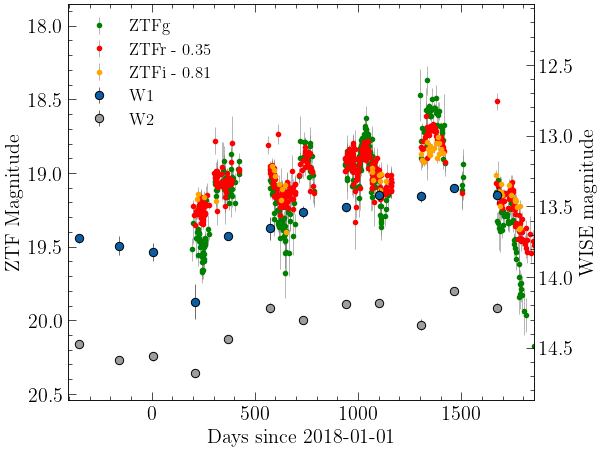 ZTFg
ZTFr - 0.35
ZTFi - 0.81
W1
W2
18.0
18.5
19.0
19.5
20.0
20.5
ZTF Magnitude
12.5
13.0
13.5
14.0
14.5
WISE magnitude
0
500
1000
1500
Days since 2018-01-01